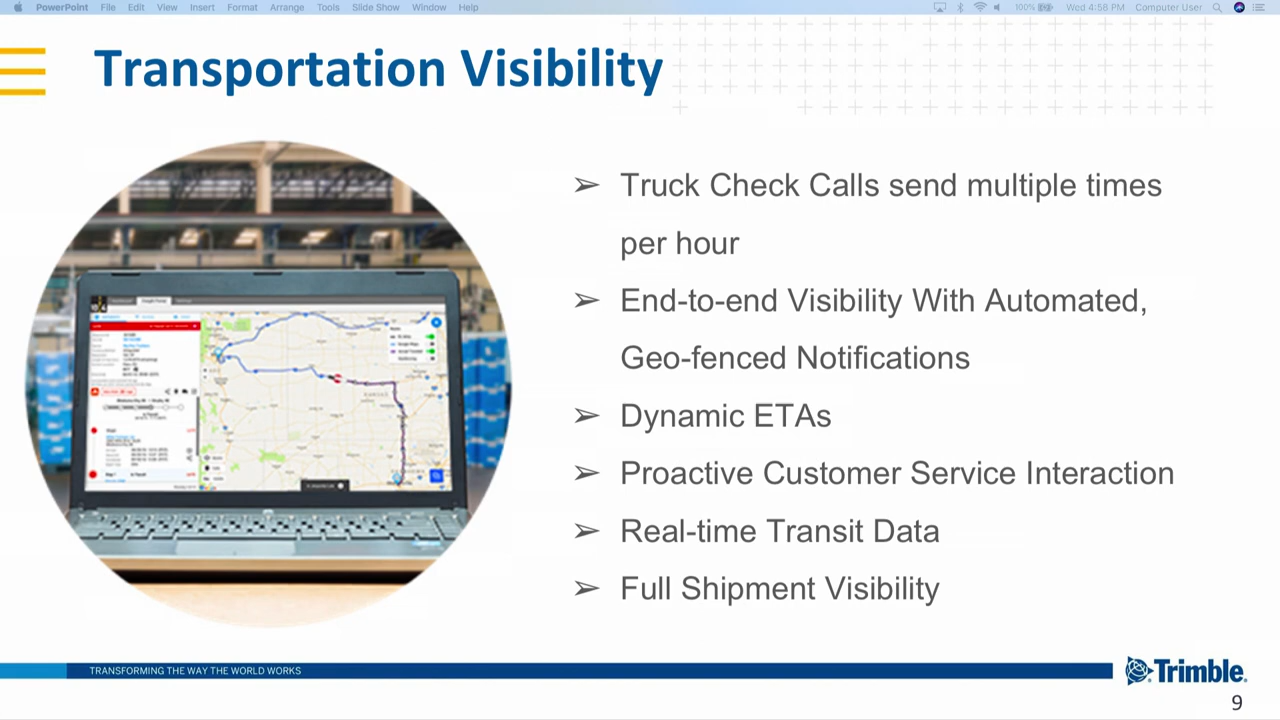 PowerPoint File Edit View Insert Format Arrange Tools Slide Show Window Help 100% Wed 4:58 PM Computer User
Transportation Visibility
➢ Truck Check Calls send multiple times
per hour
➢ End-to-end Visibility With Automated,
Geo-fenced Notifications
➢ Dynamic ETAs
➢ Proactive Customer Service Interaction
➢ Real-time Transit Data
➢ Full Shipment Visibility
TRANSFORMING THE WAY THE WORLD WORKS
Trimble
9